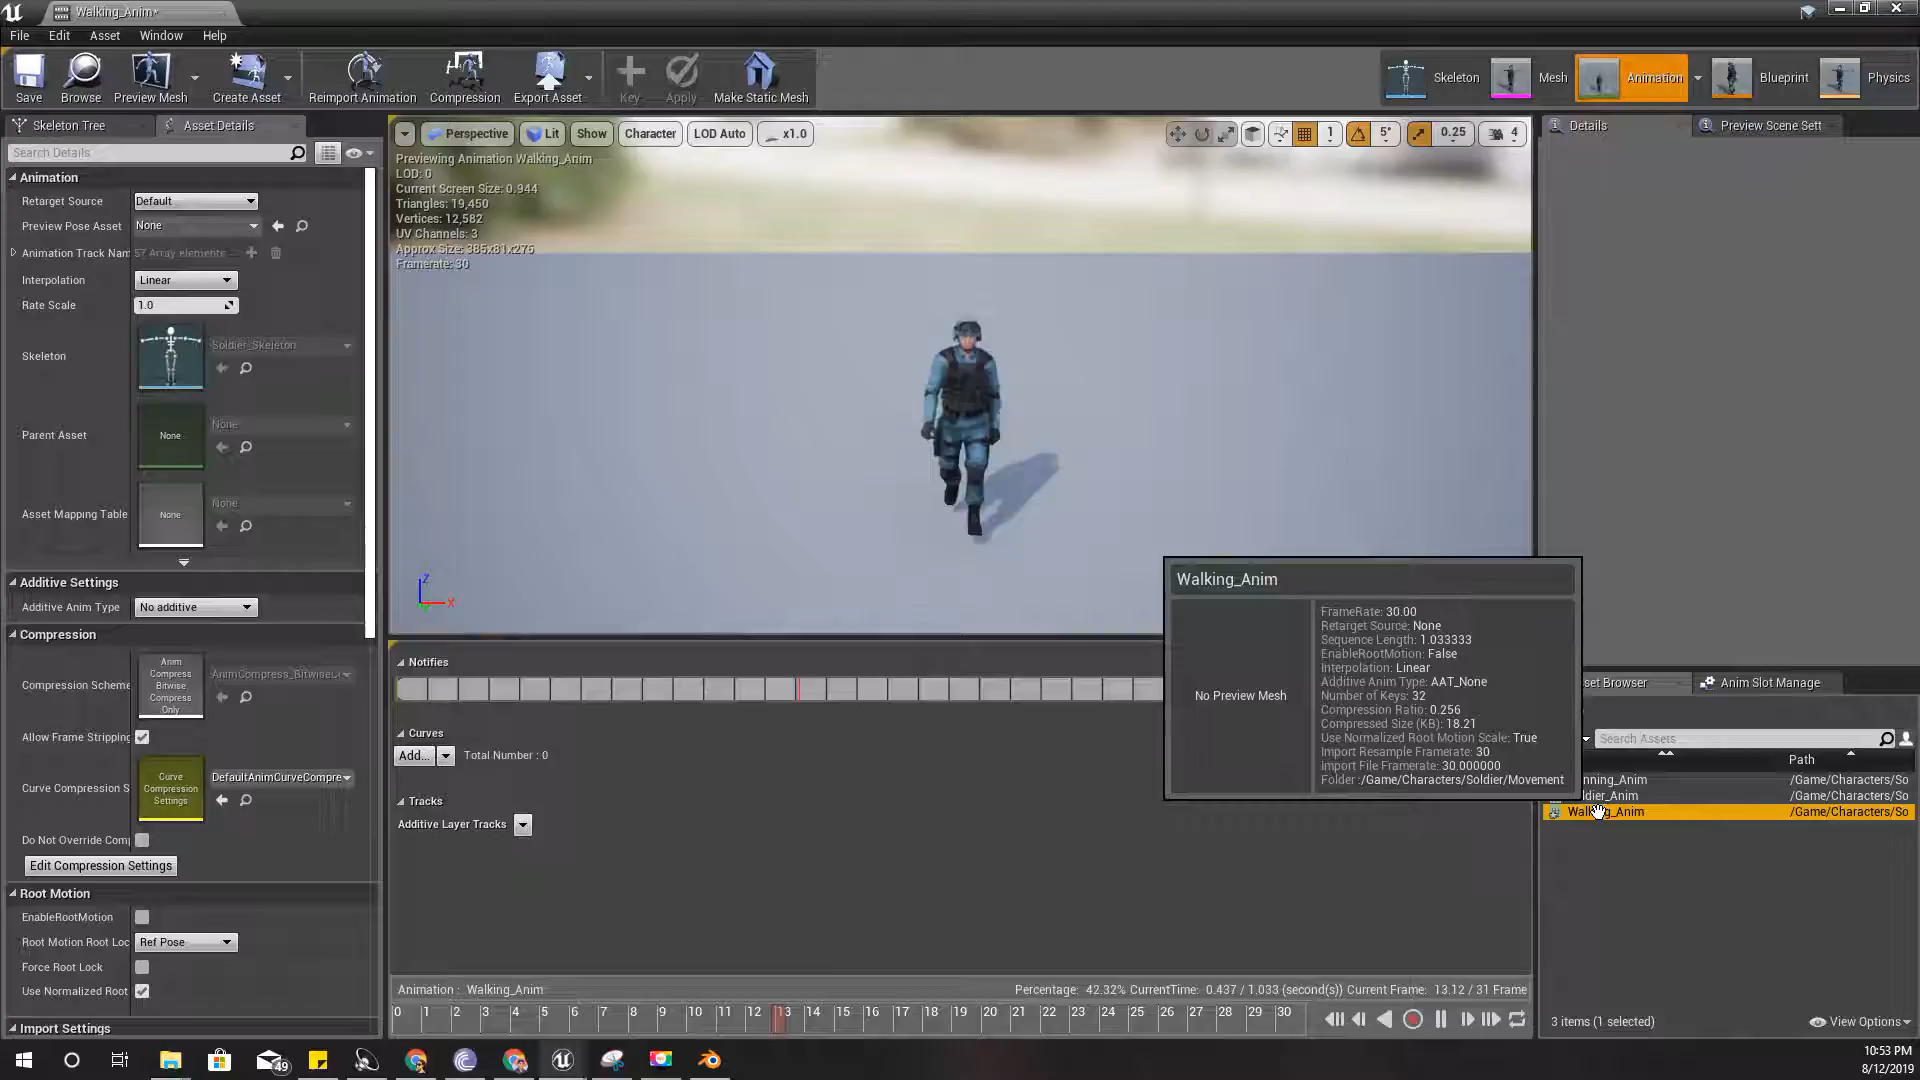 Walking_Anim*
File Edit Asset Window Help
Save Browse Preview Mesh Create Asset Reimport Animation Compression Export Asset Key Apply Make Static Mesh
Skeleton Mesh Animation Blueprint Physics
Skeleton Tree Asset Details
Search Details
Animation
Retarget Source Default
Preview Pose Asset None
Animation Track Nam 57 Array elements
Interpolation Linear
Rate Scale 1.0
Skeleton Soldier_Skeleton
Parent Asset None None
Asset Mapping Table None None
Additive Settings
Additive Anim Type No additive
Compression
Compression Scheme Anim Compress Bitwise Compress Only
Allow Frame Stripping
Curve Compression S Curve Compression Settings DefaultAnimCurveCompre
Do Not Override Comp
Edit Compression Settings
Root Motion
EnableRootMotion
Root Motion Root Loc Ref Pose
Force Root Lock
Use Normalized Root
Import Settings
Perspective Lit Show Character LOD Auto x1.0
1 5° 0.25 4
Previewing Animation Walking_Anim
LOD: 0
Current Screen Size: 0.944
Triangles: 19,450
Vertices: 12,582
UV Channels: 3
Approx Size: 385x81x276
Framerate: 30
Z
X
Notifies
Curves
Add... Total Number : 0
Tracks
Additive Layer Tracks
Animation : Walking_Anim Percentage: 42.32% CurrentTime: 0.437 / 1.033 (second(s)) Current Frame: 13.12 / 31 Frame
0 1 2 3 4 5 6 7 8 9 10 11 12 13 14 15 16 17 18 19 20 21 22 23 24 25 26 27 28 29 30
Walking_Anim
No Preview Mesh
FrameRate: 30.00
Retarget Source: None
Sequence Length: 1.033333
EnableRootMotion: False
Interpolation: Linear
Additive Anim Type: AAT_None
Number of Keys: 32
Compression Ratio: 0.256
Compressed Size (KB): 18.21
Use Normalized Root Motion Scale: True
Import Resample Framerate: 30
Import File Framerate: 30.000000
Folder :/Game/Characters/Soldier/Movement
Details Preview Scene Sett
set Browser Anim Slot Manage
Search Assets
Path
nning_Anim /Game/Characters/So
ldier_Anim /Game/Characters/So
Walking_Anim /Game/Characters/So
3 items (1 selected) View Options
49
10:53 PM
8/12/2019